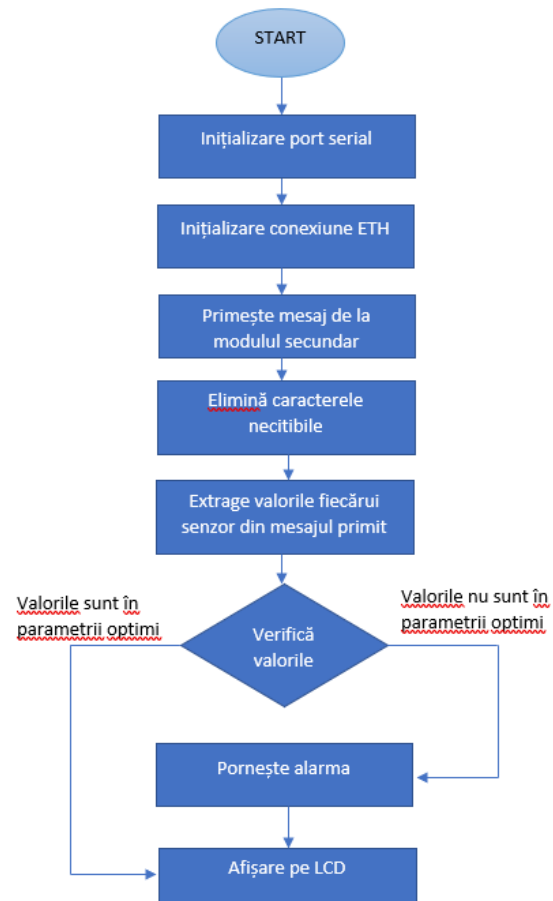 START
Inițializare port serial
Inițializare conexiune ETH
Primește mesaj de la
modulul secundar
Elimină caracterele
necitibile
Extrage valorile fiecărui
senzor din mesajul primit
Valorile sunt în
parametrii optimi
Verifică
valorile
Valorile nu sunt în
parametrii optimi
Pornește alarma
Afișare pe LCD